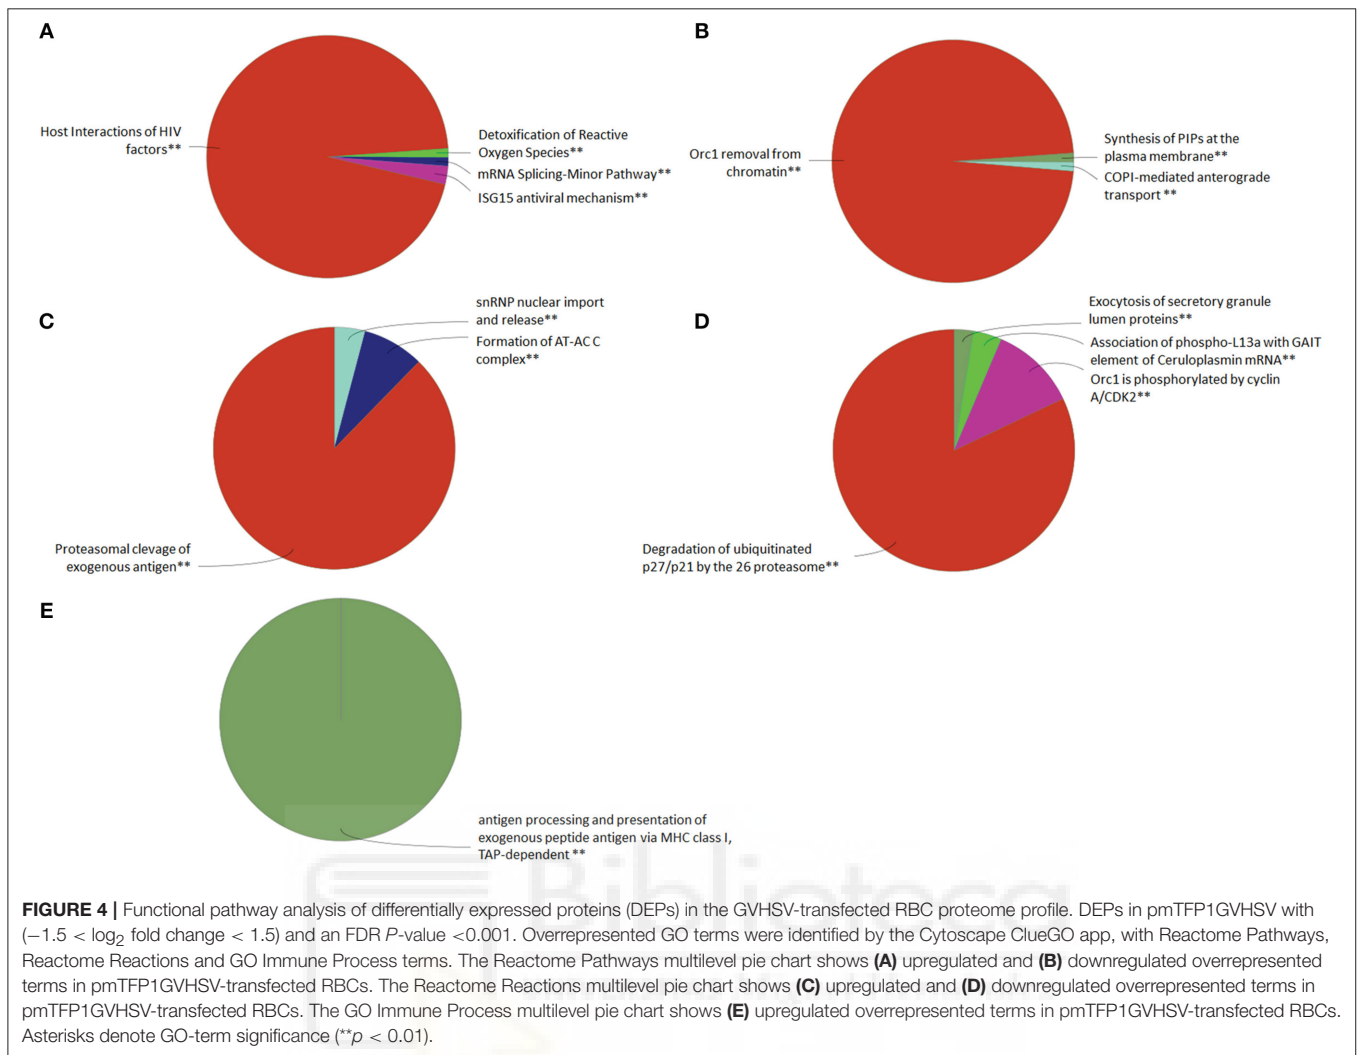 A
Host Interactions of HIV
factors**
Detoxification of Reactive
Oxygen Species**
mRNA Splicing-Minor Pathway**
ISG15 antiviral mechanism**
B
Orc1 removal from
chromatin**
Synthesis of PIPs at the
plasma membrane**
COPI-mediated anterograde
transport **
C
snRNP nuclear import
and release**
Formation of AT-AC C
complex**
Proteasomal clevage of
exogenous antigen**
D
Exocytosis of secretory granule
lumen proteins**
Association of phospho-L13a with GAIT
element of Ceruloplasmin mRNA**
Orc1 is phosphorylated by cyclin
A/CDK2**
Degradation of ubiquitinated
p27/p21 by the 26 proteasome**
E
antigen processing and presentation of
exogenous peptide antigen via MHC class I,
TAP-dependent **
Biblioteca
FIGURE 4 | Functional pathway analysis of differentially expressed proteins (DEPs) in the GVHSV-transfected RBC proteome profile. DEPs in pmTFP1GVHSV with
(−1.5 < log₂ fold change < 1.5) and an FDR P-value <0.001. Overrepresented GO terms were identified by the Cytoscape ClueGO app, with Reactome Pathways,
Reactome Reactions and GO Immune Process terms. The Reactome Pathways multilevel pie chart shows (A) upregulated and (B) downregulated overrepresented
terms in pmTFP1GVHSV-transfected RBCs. The Reactome Reactions multilevel pie chart shows (C) upregulated and (D) downregulated overrepresented terms in
pmTFP1GVHSV-transfected RBCs. The GO Immune Process multilevel pie chart shows (E) upregulated overrepresented terms in pmTFP1GVHSV-transfected RBCs.
Asterisks denote GO-term significance (**p < 0.01).